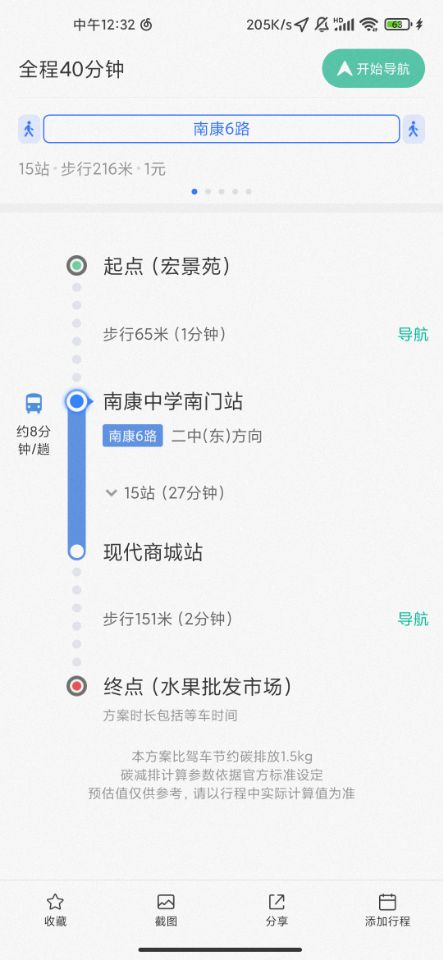 中午12:32
205K/s HD 63
全程40分钟
开始导航
南康6路
15站·步行216米·1元
起点（宏景苑）
步行65米（1分钟）
导航
南康中学南门站
约8分钟/趟
南康6路 二中(东)方向
15站（27分钟）
现代商城站
步行151米（2分钟）
导航
终点（水果批发市场）
方案时长包括等车时间
本方案比驾车节约碳排放1.5kg
碳减排计算参数依据官方标准设定
预估值仅供参考，请以行程中实际计算值为准
收藏
截图
分享
添加行程